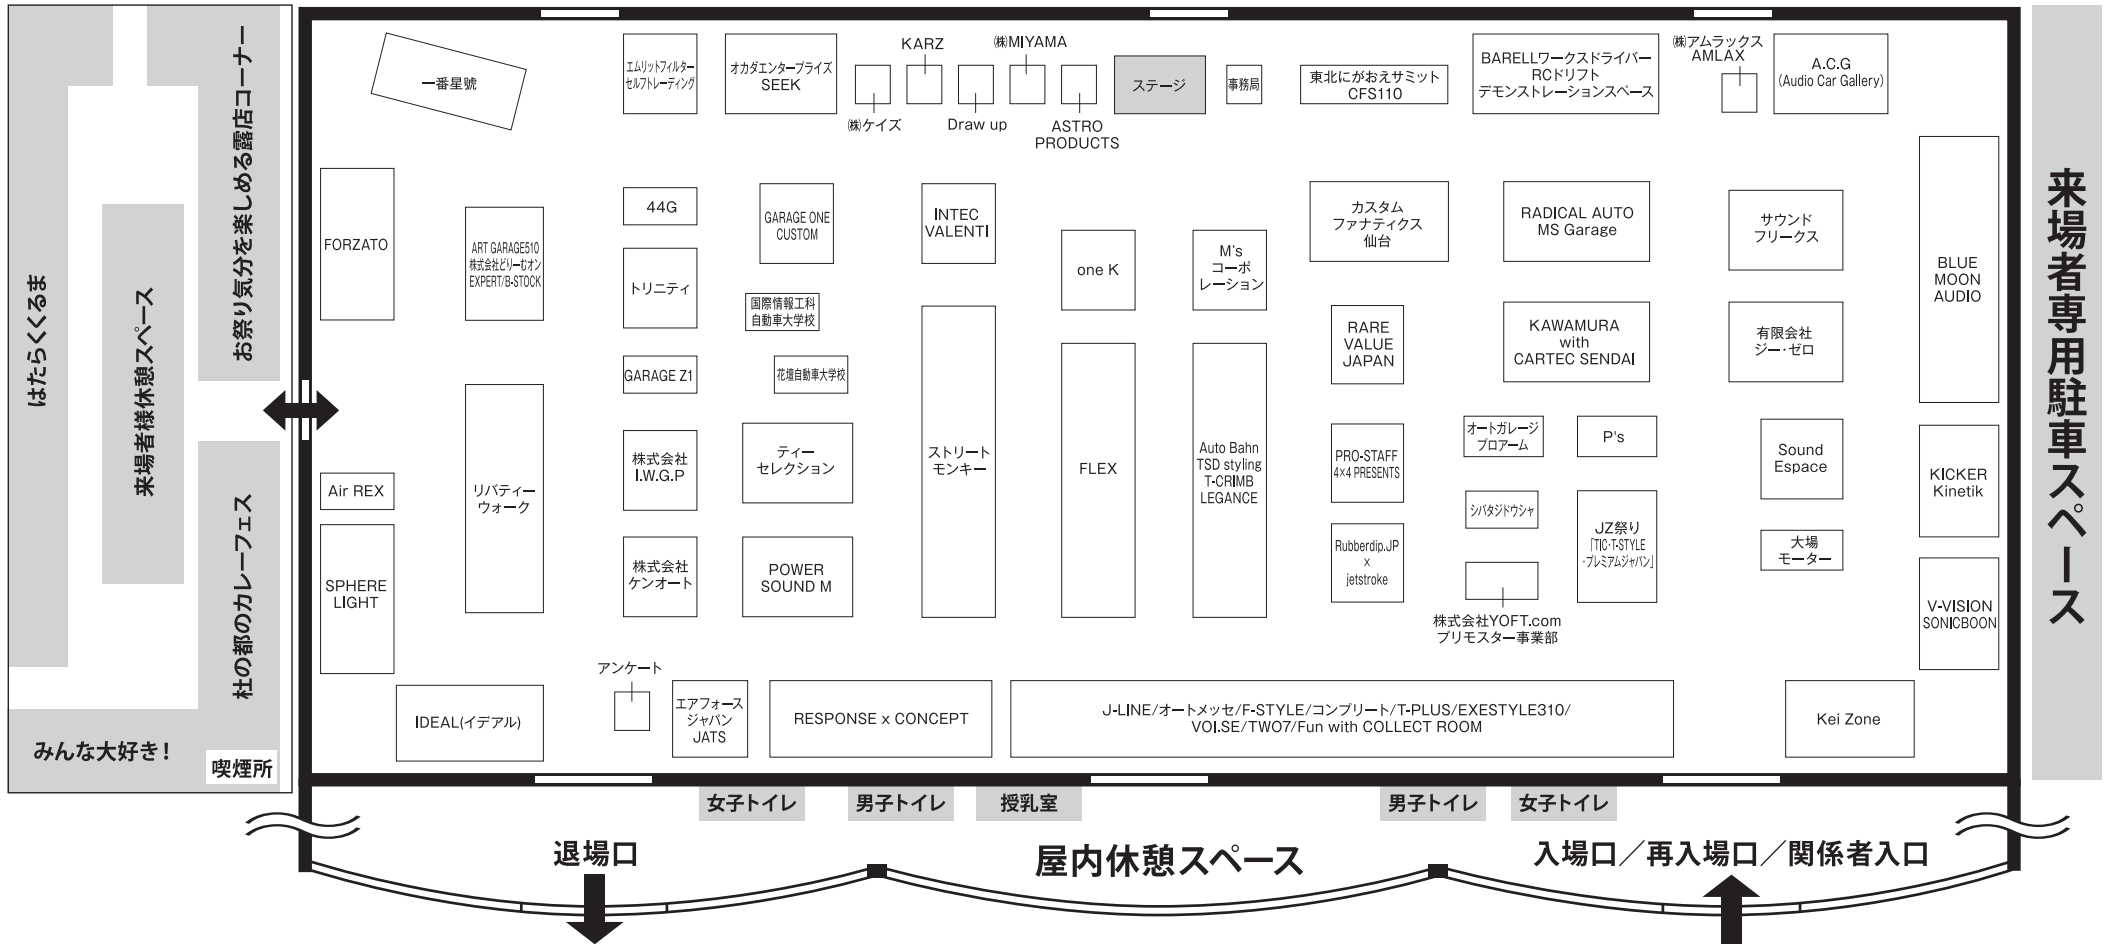 はたらくくるま
来場者様休憩スペース
お祭り気分を楽しめる露店コーナー
杜の都のカレーフェス
みんな大好き!
喫煙所
一番星號
エムリットフィルター
セルフトレーディング
オカダエンタープライズ
SEEK
㈱ケイズ
KARZ
Draw up
㈱MIYAMA
ASTRO
PRODUCTS
ステージ
事務局
東北にがおえサミット
CFS110
BARELLワークスドライバー
RCドリフト
デモンストレーションスペース
㈱アムラックス
AMLAX
A.C.G
(Audio Car Gallery)
FORZATO
ART GARAGE510
株式会社どりーむオン
EXPERT/B-STOCK
44G
トリニティ
GARAGE Z1
GARAGE ONE
CUSTOM
国際情報工科
自動車大学校
花壇自動車大学校
INTEC
VALENTI
one K
M's
コーポ
レーション
カスタム
ファナティクス
仙台
RADICAL AUTO
MS Garage
サウンド
フリークス
BLUE
MOON
AUDIO
RARE
VALUE
JAPAN
KAWAMURA
with
CARTEC SENDAI
有限会社
ジー・ゼロ
Air REX
SPHERE
LIGHT
リバティー
ウォーク
株式会社
I.W.G.P
株式会社
ケンオート
ティー
セレクション
POWER
SOUND M
ストリート
モンキー
FLEX
Auto Bahn
TSD styling
T-CRIMB
LEGANCE
PRO-STAFF
4×4 PRESENTS
Rubberdip.JP
×
jetstroke
オートガレージ
プロアーム
P's
シバタジドウシャ
株式会社YOFT.com
プリモスター事業部
JZ祭り
「TIC・T-STYLE
・プレミアムジャパン」
Sound
Espace
大場
モーター
KICKER
Kinetik
V-VISION
SONICBOON
IDEAL(イデアル)
アンケート
エアフォース
ジャパン
JATS
RESPONSE x CONCEPT
J-LINE/オートメッセ/F-STYLE/コンプリート/T-PLUS/EXESTYLE310/
VOI.SE/TWO7/Fun with COLLECT ROOM
Kei Zone
来場者専用駐車スペース
女子トイレ
男子トイレ
授乳室
男子トイレ
女子トイレ
退場口
屋内休憩スペース
入場口／再入場口／関係者入口